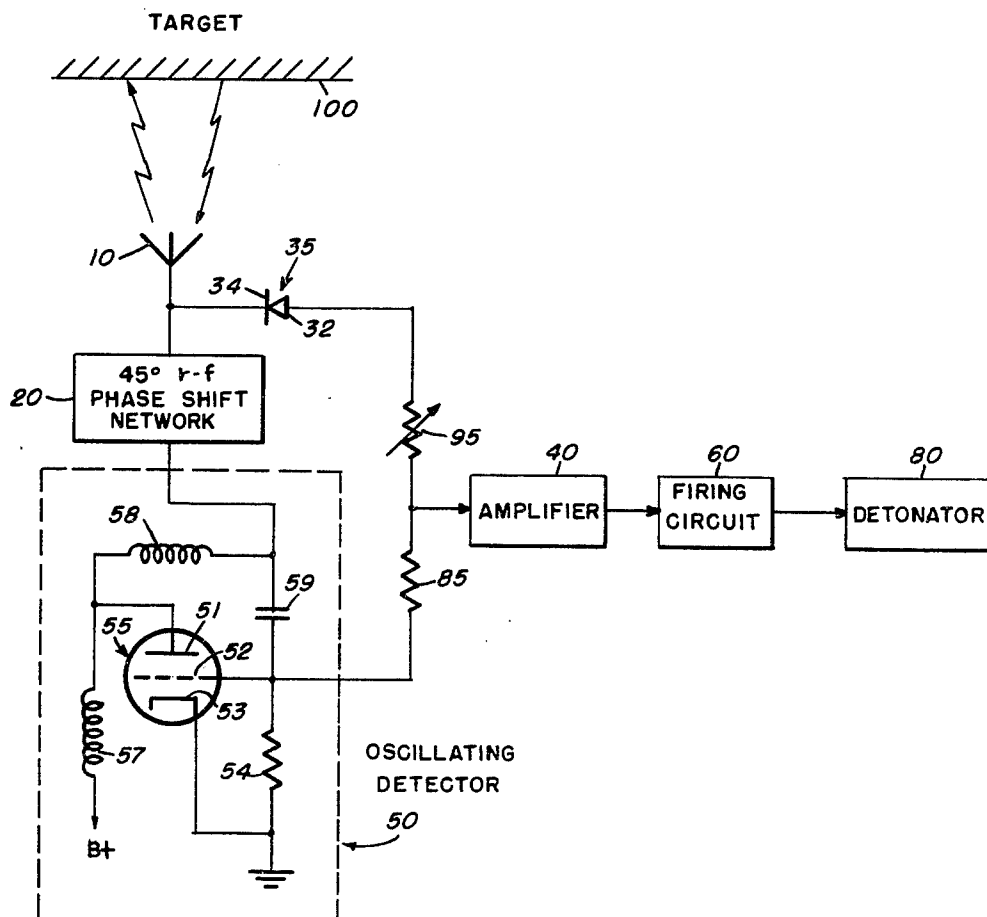 TARGET
100
10
34
35
32
20
45° r-f
PHASE SHIFT
NETWORK
95
40
AMPLIFIER
60
FIRING
CIRCUIT
80
DETONATOR
58
59
85
55
51
52
53
57
54
B+
OSCILLATING
DETECTOR
50